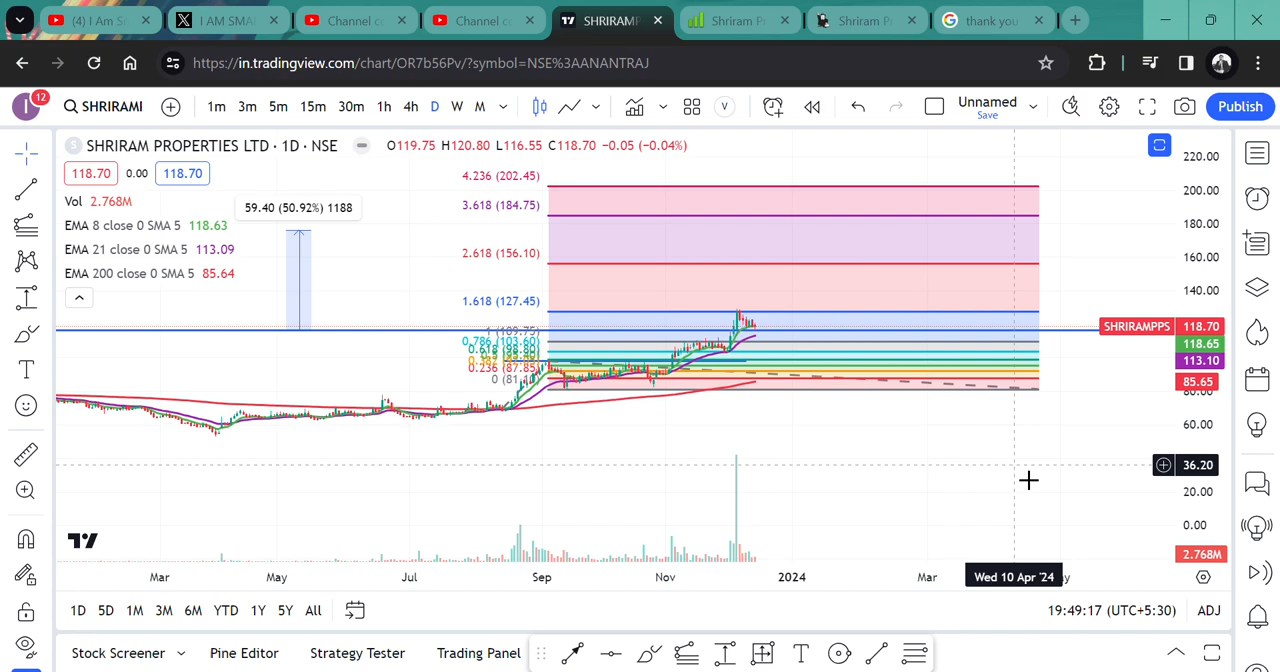 (4) I Am So
I AM SMA
Channel c
Channel c
SHRIRAMP
Shriram Pr
Shriram Pr
thank you
https://in.tradingview.com/chart/OR7b56Pv/?symbol=NSE%3AANANTRAJ
I 12 SHRIRAMI 1m 3m 5m 15m 30m 1h 4h D W M V Unnamed Publish
Save
S SHRIRAM PROPERTIES LTD · 1D · NSE O119.75 H120.80 L116.55 C118.70 −0.05 (−0.04%)
118.70 0.00 118.70
Vol 2.768M
59.40 (50.92%) 1188
EMA 8 close 0 SMA 5 118.63
EMA 21 close 0 SMA 5 113.09
EMA 200 close 0 SMA 5 85.64
4.236 (202.45)
3.618 (184.75)
2.618 (156.10)
1.618 (127.45)
0.786 (103.60)
0.618 (98.80)
0.236 (87.85)
220.00
200.00
180.00
160.00
140.00
SHRIRAMPPS 118.70
118.65
113.10
85.65
80.00
60.00
36.20
20.00
0.00
2.768M
Mar May Jul Sep Nov 2024 Mar Wed 10 Apr '24
1D 5D 1M 3M 6M YTD 1Y 5Y All 19:49:17 (UTC+5:30) ADJ
Stock Screener Pine Editor Strategy Tester Trading Panel